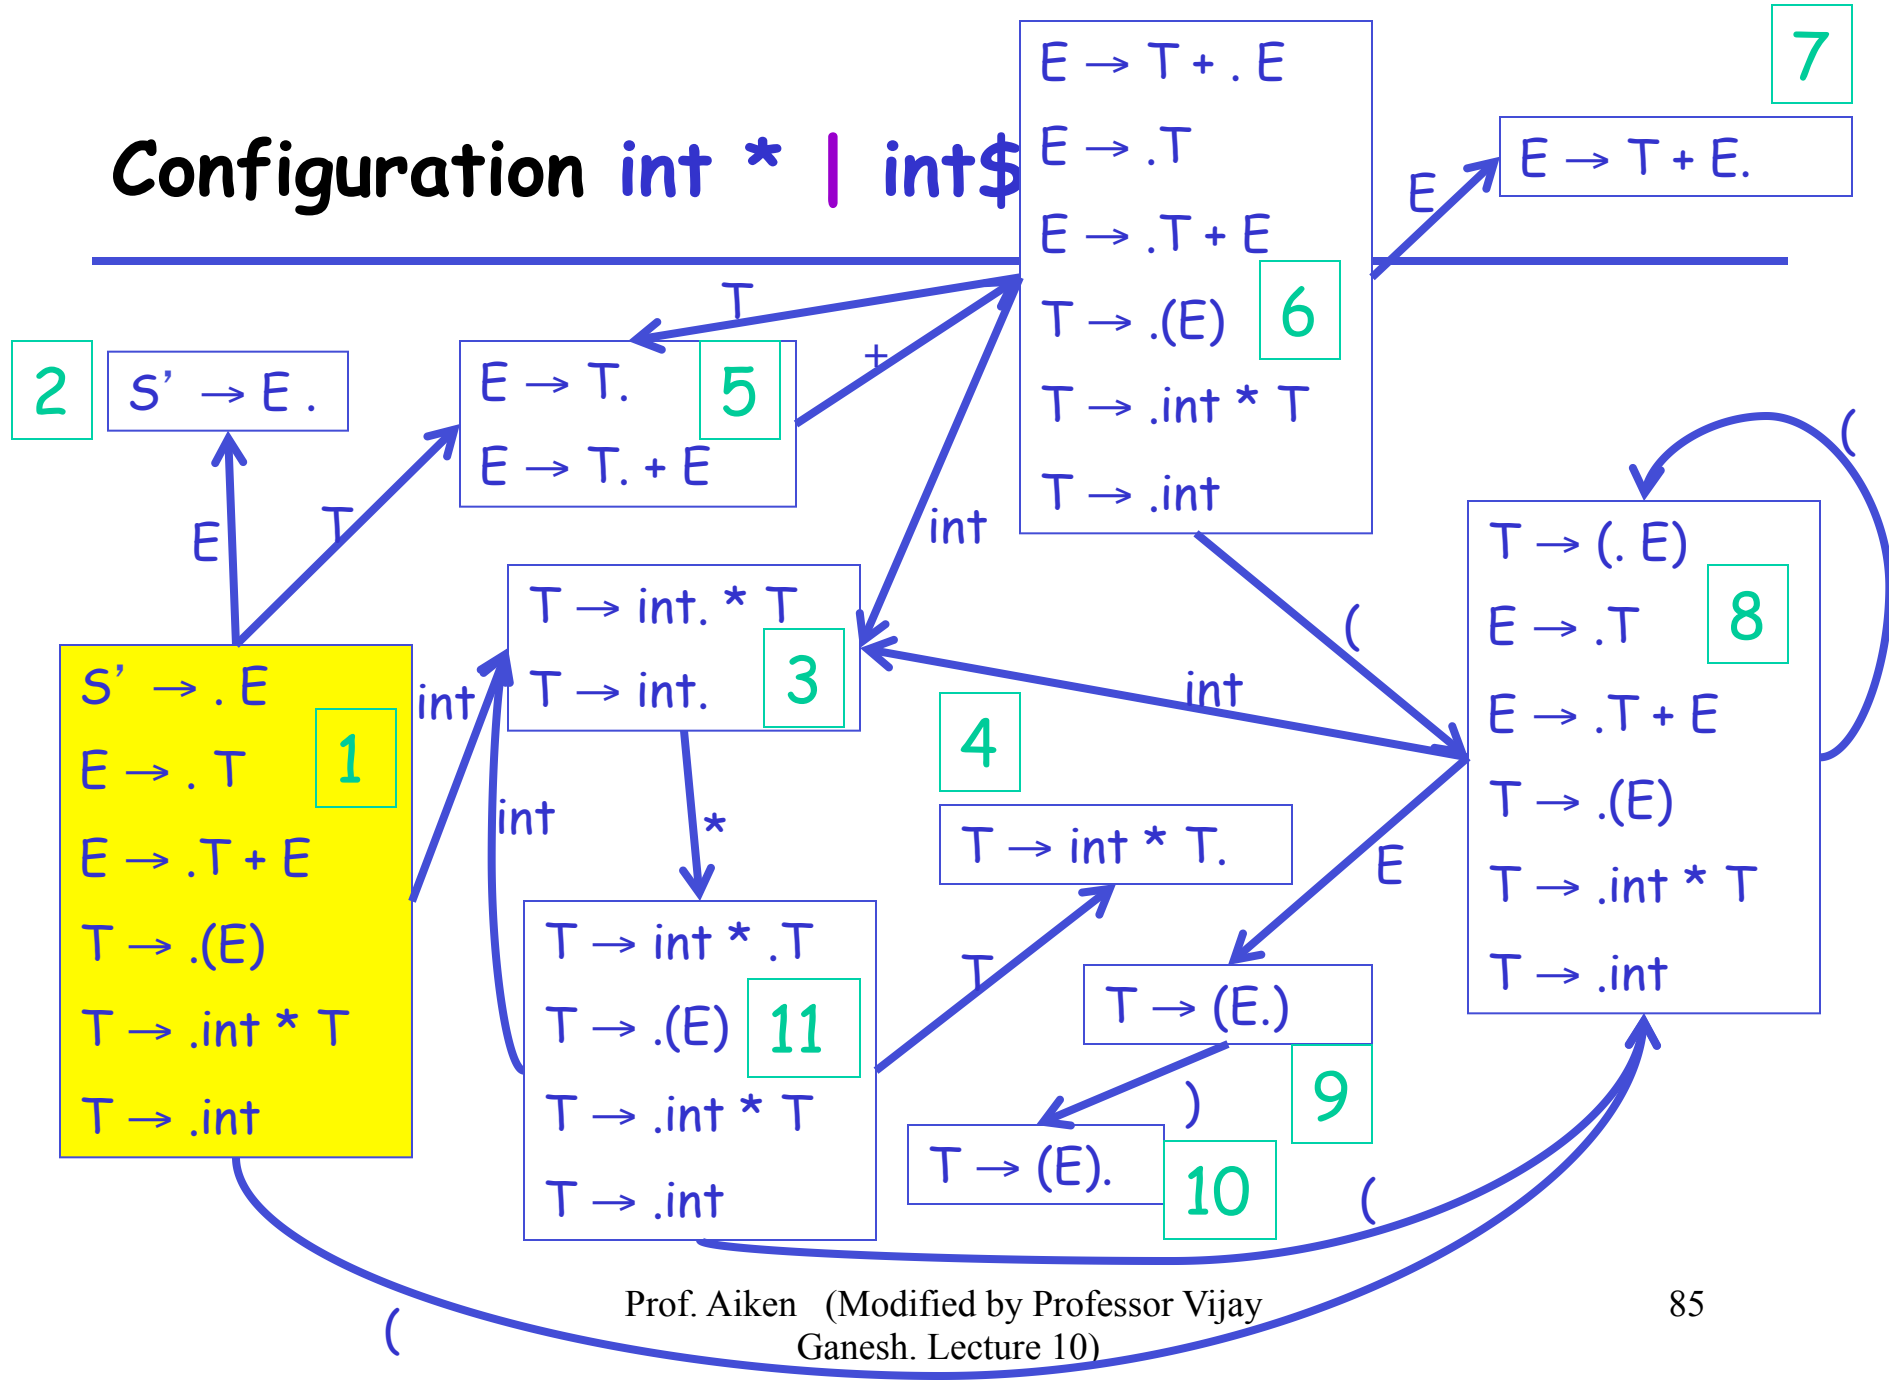 Configuration int * | int$
E → T + . E
E → .T
E → .T + E
T → .(E)
T → .int * T
T → .int
6
7
E → T + E.
E
2
S’ → E .
E → T.
E → T. + E
5
T
+
int
E
T
T → int. * T
T → int.
3
int
S’ → . E
E → . T
E → .T + E
T → .(E)
T → .int * T
T → .int
1
int
*
4
T → int * T.
(
int
(
T → (. E)
E → .T
E → .T + E
T → .(E)
T → .int * T
T → .int
8
E
T → int * .T
T → .(E)
T → .int * T
T → .int
11
T
T → (E.)
9
)
T → (E).
10
(
(
Prof. Aiken (Modified by Professor Vijay
Ganesh. Lecture 10)
85